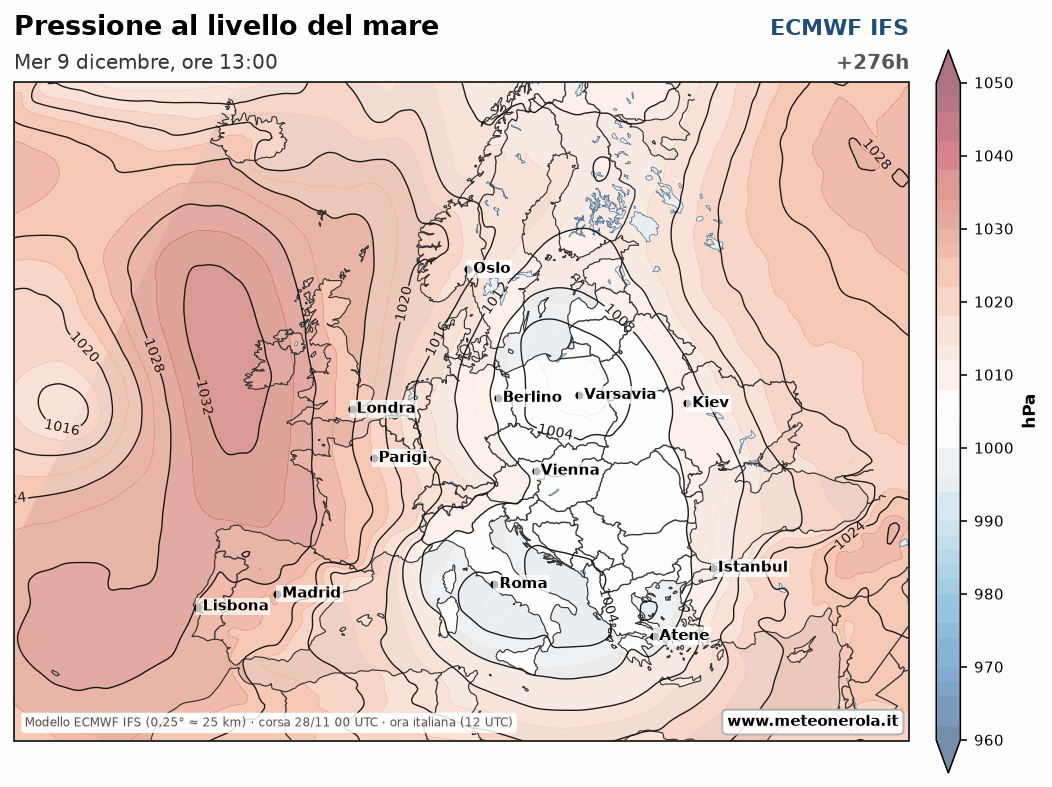 Pressione al livello del mare
ECMWF IFS
Mer 9 dicembre, ore 13:00
+276h
1050
1040
1030
1020
1010
1000
990
980
970
960
hPa
1028
1020
1016
1028
1032
1020
1016
1008
1004
1004
1024
Oslo
Londra
Parigi
Berlino
Varsavia
Kiev
Vienna
Roma
Istanbul
Atene
Madrid
Lisbona
Modello ECMWF IFS (0,25° ≈ 25 km) · corsa 28/11 00 UTC · ora italiana (12 UTC)
www.meteonerola.it